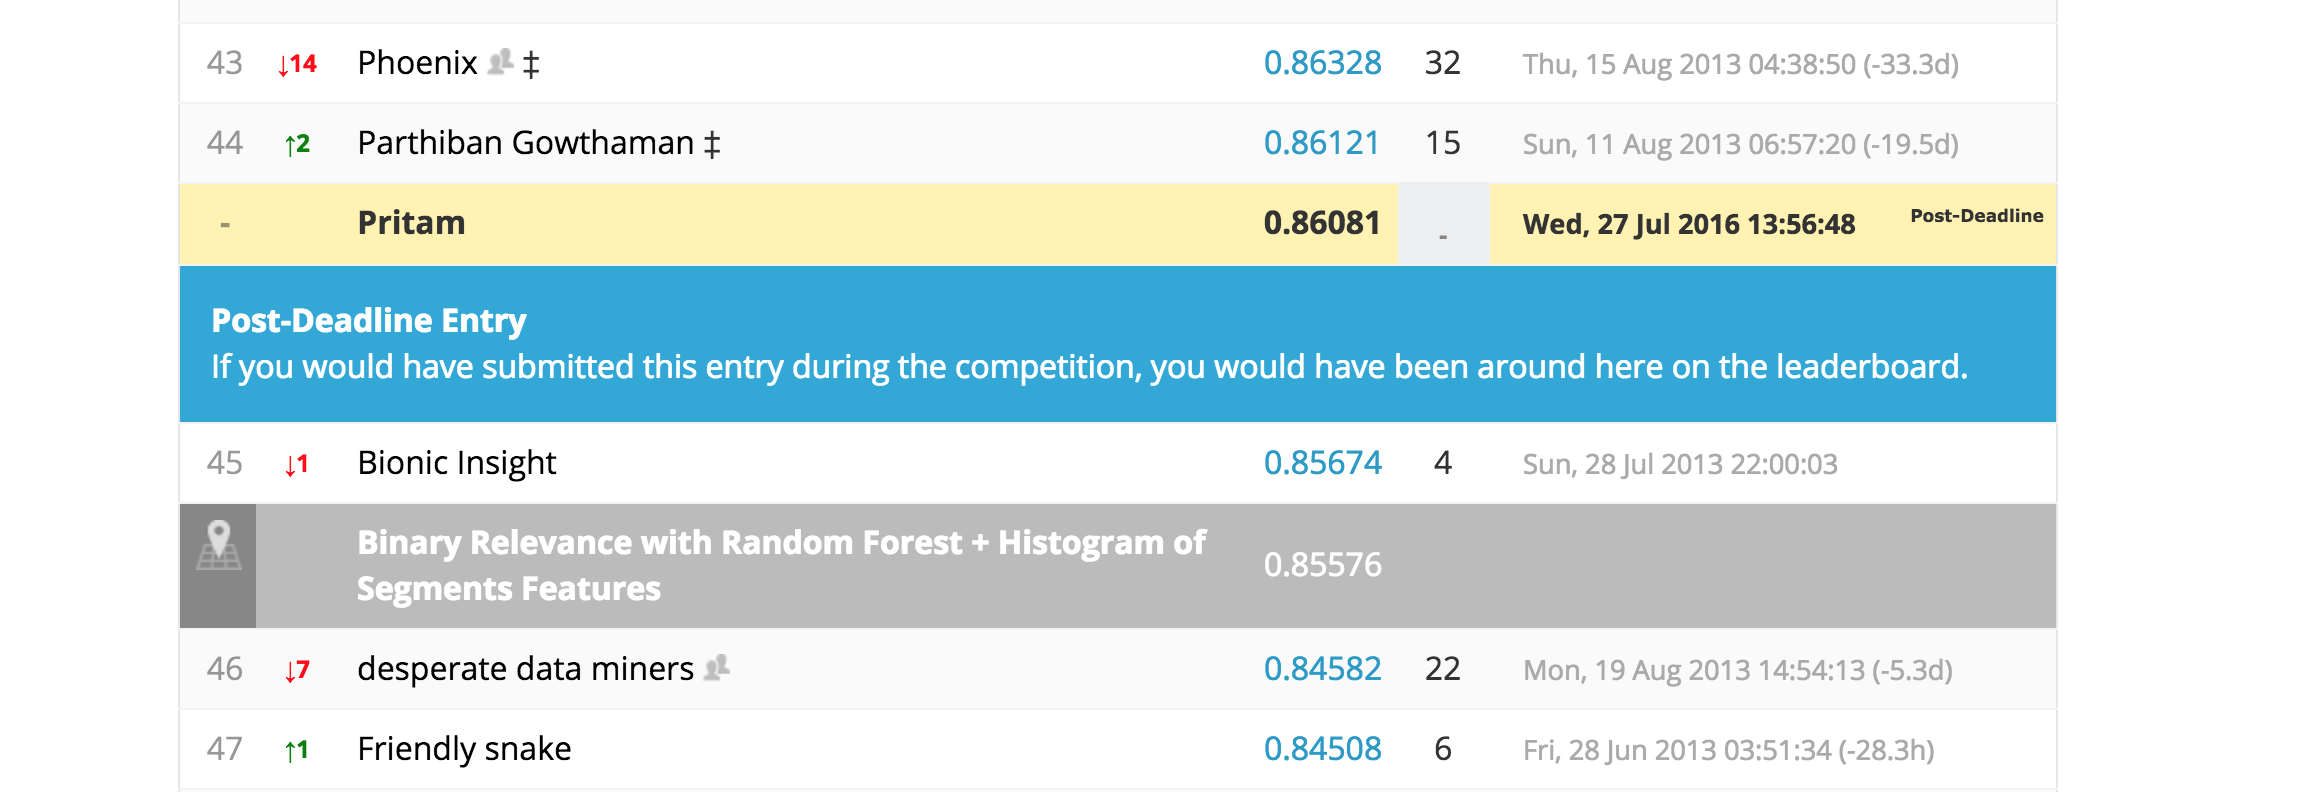 43 ↓14 Phoenix ‡ 0.86328 32 Thu, 15 Aug 2013 04:38:50 (-33.3d)
44 ↑2 Parthiban Gowthaman ‡ 0.86121 15 Sun, 11 Aug 2013 06:57:20 (-19.5d)
- Pritam 0.86081 - Wed, 27 Jul 2016 13:56:48 Post-Deadline
Post-Deadline Entry
If you would have submitted this entry during the competition, you would have been around here on the leaderboard.
45 ↓1 Bionic Insight 0.85674 4 Sun, 28 Jul 2013 22:00:03
Binary Relevance with Random Forest + Histogram of
Segments Features 0.85576
46 ↓7 desperate data miners 0.84582 22 Mon, 19 Aug 2013 14:54:13 (-5.3d)
47 ↑1 Friendly snake 0.84508 6 Fri, 28 Jun 2013 03:51:34 (-28.3h)